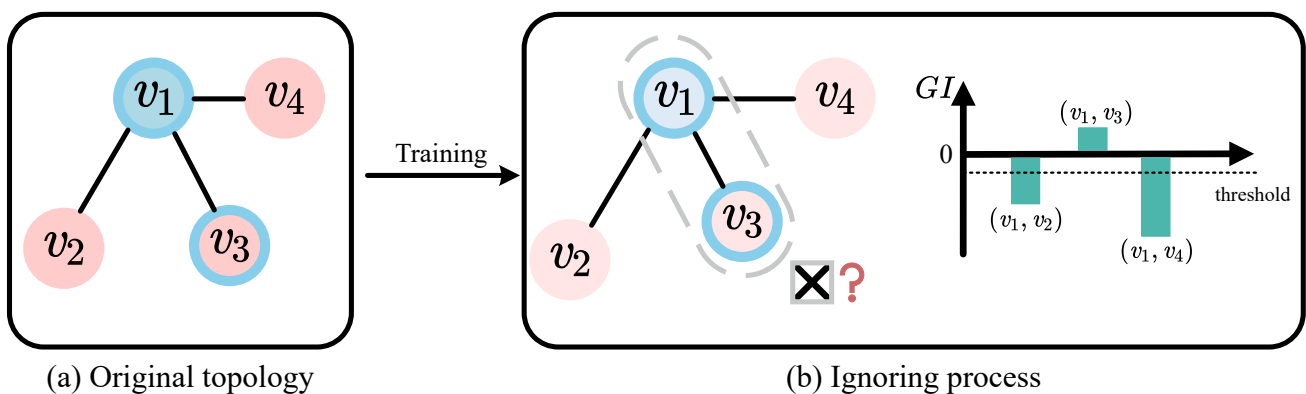 v₁
v₄
v₂
v₃
Training
v₁
v₄
v₂
v₃
?
GI
0
(v₁, v₃)
threshold
(v₁, v₂)
(v₁, v₄)
(a) Original topology
(b) Ignoring process